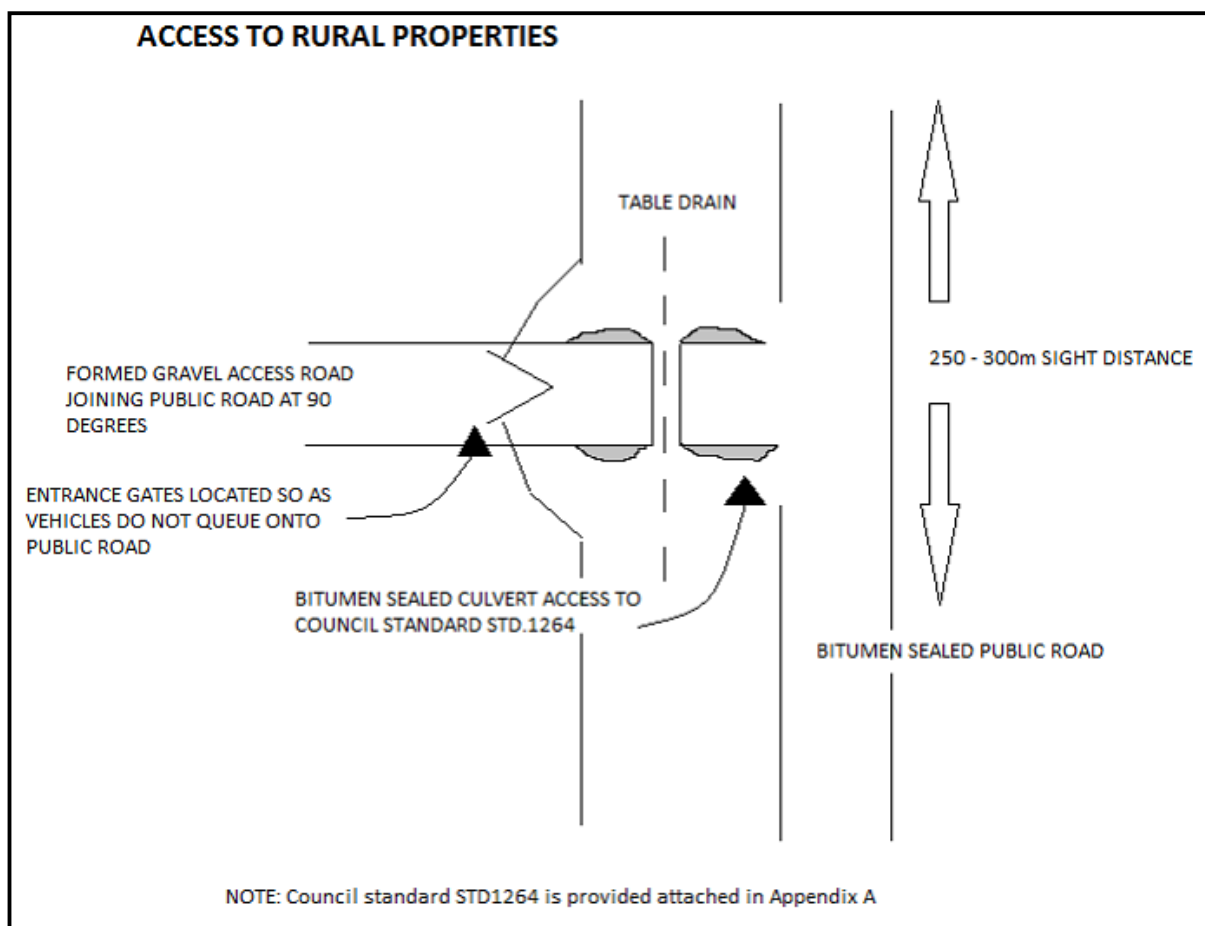 ACCESS TO RURAL PROPERTIES
TABLE DRAIN
250 - 300m SIGHT DISTANCE
FORMED GRAVEL ACCESS ROAD
JOINING PUBLIC ROAD AT 90
DEGREES
ENTRANCE GATES LOCATED SO AS
VEHICLES DO NOT QUEUE ONTO
PUBLIC ROAD
BITUMEN SEALED CULVERT ACCESS TO
COUNCIL STANDARD STD.1264
BITUMEN SEALED PUBLIC ROAD
NOTE: Council standard STD1264 is provided attached in Appendix A